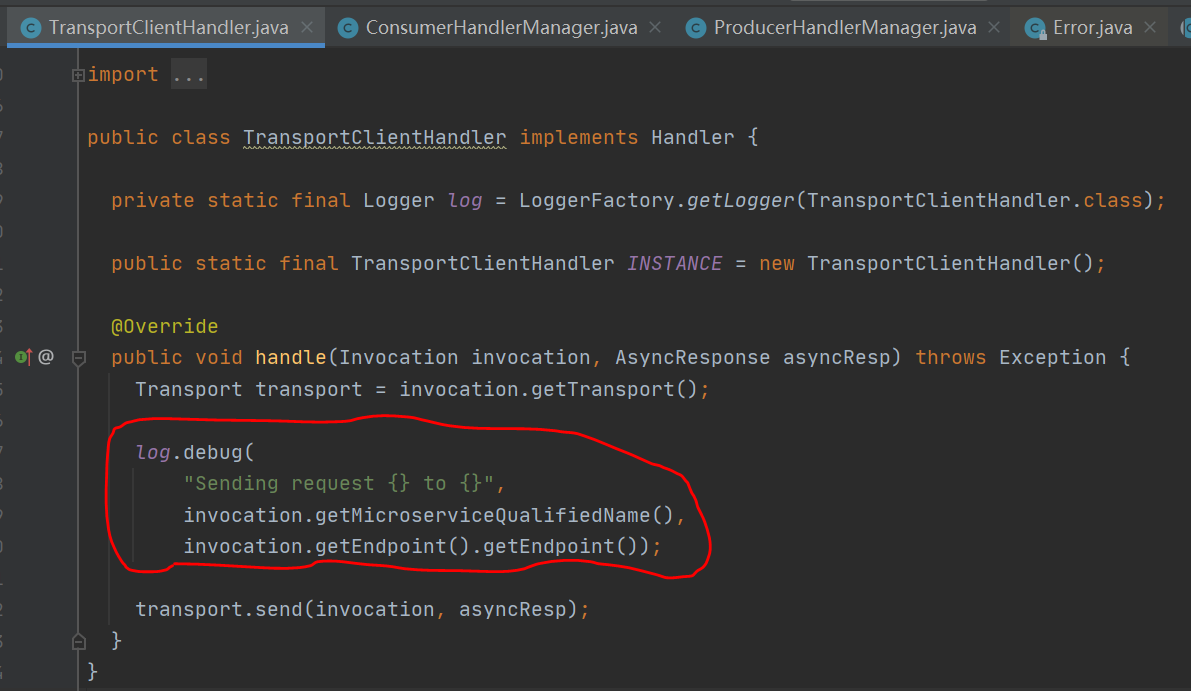 TransportClientHandler.java ConsumerHandlerManager.java ProducerHandlerManager.java Error.java
import ...
public class TransportClientHandler implements Handler {
private static final Logger log = LoggerFactory.getLogger(TransportClientHandler.class);
public static final TransportClientHandler INSTANCE = new TransportClientHandler();
@Override
public void handle(Invocation invocation, AsyncResponse asyncResp) throws Exception {
Transport transport = invocation.getTransport();
log.debug(
"Sending request {} to {}",
invocation.getMicroserviceQualifiedName(),
invocation.getEndpoint().getEndpoint());
transport.send(invocation, asyncResp);
}
}